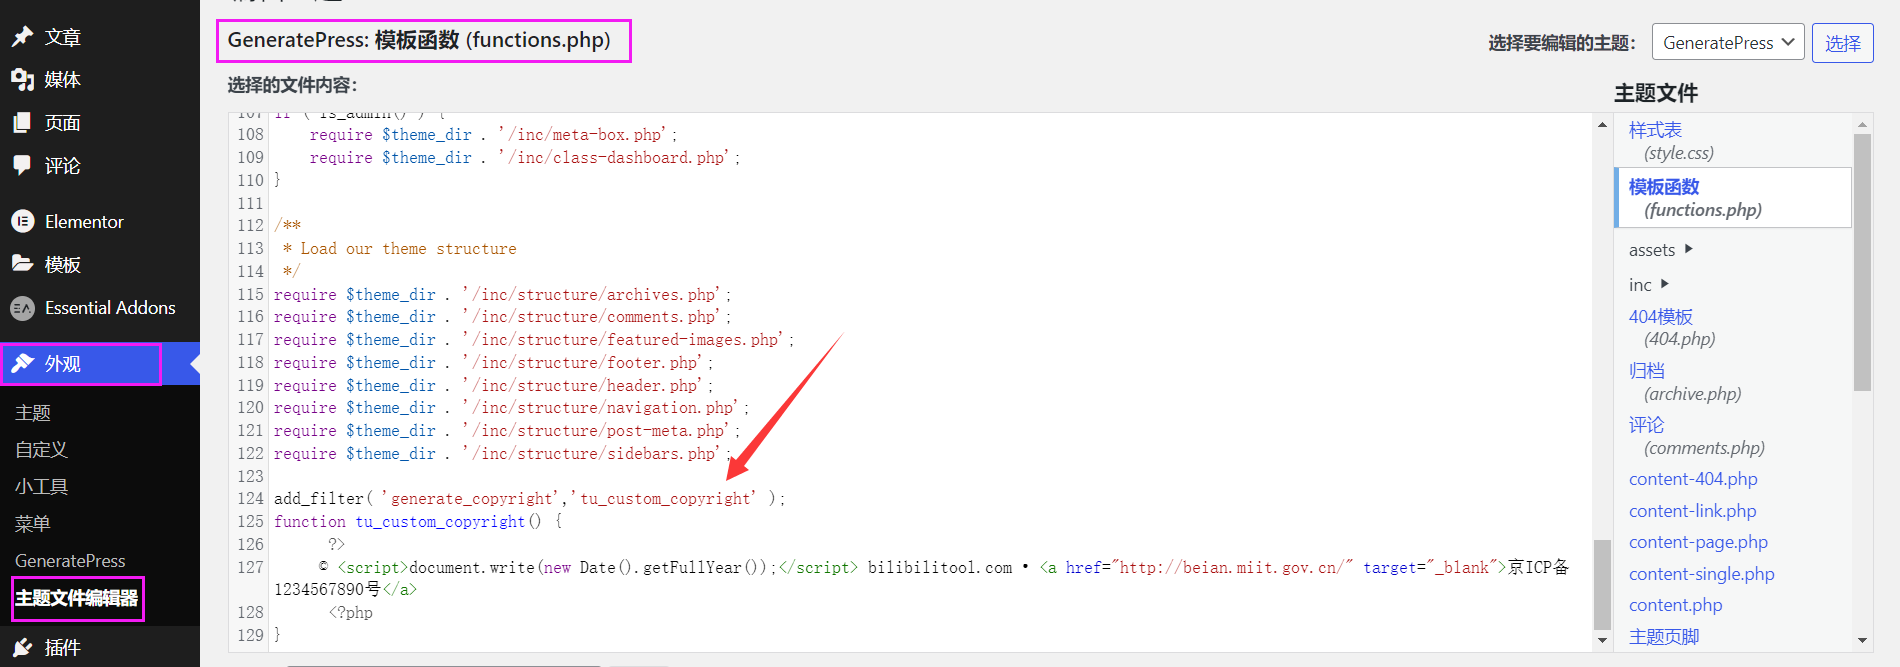 文章
媒体
页面
评论
Elementor
模板
Essential Addons
外观
主题
自定义
小工具
菜单
GeneratePress
主题文件编辑器
插件
GeneratePress: 模板函数 (functions.php)
选择要编辑的主题：
GeneratePress
选择
选择的文件内容：
107 if ( is_admin() ) {
108 require $theme_dir . '/inc/meta-box.php';
109 require $theme_dir . '/inc/class-dashboard.php';
110 }
111
112 /**
113 * Load our theme structure
114 */
115 require $theme_dir . '/inc/structure/archives.php';
116 require $theme_dir . '/inc/structure/comments.php';
117 require $theme_dir . '/inc/structure/featured-images.php';
118 require $theme_dir . '/inc/structure/footer.php';
119 require $theme_dir . '/inc/structure/header.php';
120 require $theme_dir . '/inc/structure/navigation.php';
121 require $theme_dir . '/inc/structure/post-meta.php';
122 require $theme_dir . '/inc/structure/sidebars.php';
123
124 add_filter( 'generate_copyright','tu_custom_copyright' );
125 function tu_custom_copyright() {
126 ?>
127 © <script>document.write(new Date().getFullYear());</script> bilibilitool.com • <a href="http://beian.miit.gov.cn/" target="_blank">京ICP备
1234567890号</a>
128 <?php
129 }
主题文件
样式表
(style.css)
模板函数
(functions.php)
assets
inc
404模板
(404.php)
归档
(archive.php)
评论
(comments.php)
content-404.php
content-link.php
content-page.php
content-single.php
content.php
主题页脚